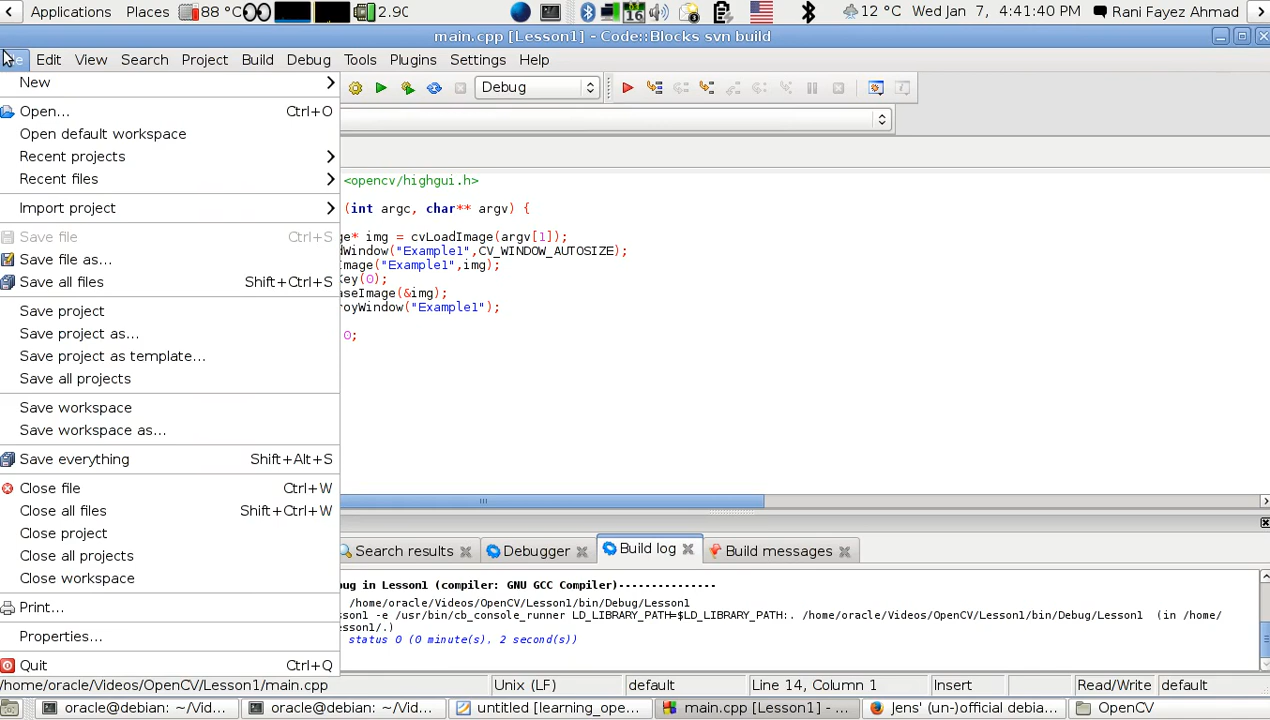 Applications Places 88 °C 2.90 16 12 °C Wed Jan 7, 4:41:40 PM Rani Fayez Ahmad
main.cpp [Lesson1] - Code::Blocks svn build
Edit View Search Project Build Debug Tools Plugins Settings Help
New
Open... Ctrl+O
Open default workspace
Recent projects
Recent files
Import project
Save file Ctrl+S
Save file as...
Save all files Shift+Ctrl+S
Save project
Save project as...
Save project as template...
Save all projects
Save workspace
Save workspace as...
Save everything Shift+Alt+S
Close file Ctrl+W
Close all files Shift+Ctrl+W
Close project
Close all projects
Close workspace
Print...
Properties...
Quit Ctrl+Q
Debug
<opencv/highgui.h>
(int argc, char** argv) {
ge* img = cvLoadImage(argv[1]);
dWindow("Example1",CV_WINDOW_AUTOSIZE);
Image("Example1",img);
Key(0);
aseImage(&img);
oyWindow("Example1");
0;
Search results Debugger Build log Build messages
ug in Lesson1 (compiler: GNU GCC Compiler)---------------
/home/oracle/Videos/OpenCV/Lesson1/bin/Debug/Lesson1
sson1 -e /usr/bin/cb_console_runner LD_LIBRARY_PATH=$LD_LIBRARY_PATH:. /home/oracle/Videos/OpenCV/Lesson1/bin/Debug/Lesson1 (in /home/
esson1/.)
status 0 (0 minute(s), 2 second(s))
/home/oracle/Videos/OpenCV/Lesson1/main.cpp Unix (LF) default Line 14, Column 1 Insert Read/Write default
oracle@debian: ~/Vid... oracle@debian: ~/Vid... untitled [learning_ope... main.cpp [Lesson1] - ... Jens' (un-)official debia... OpenCV